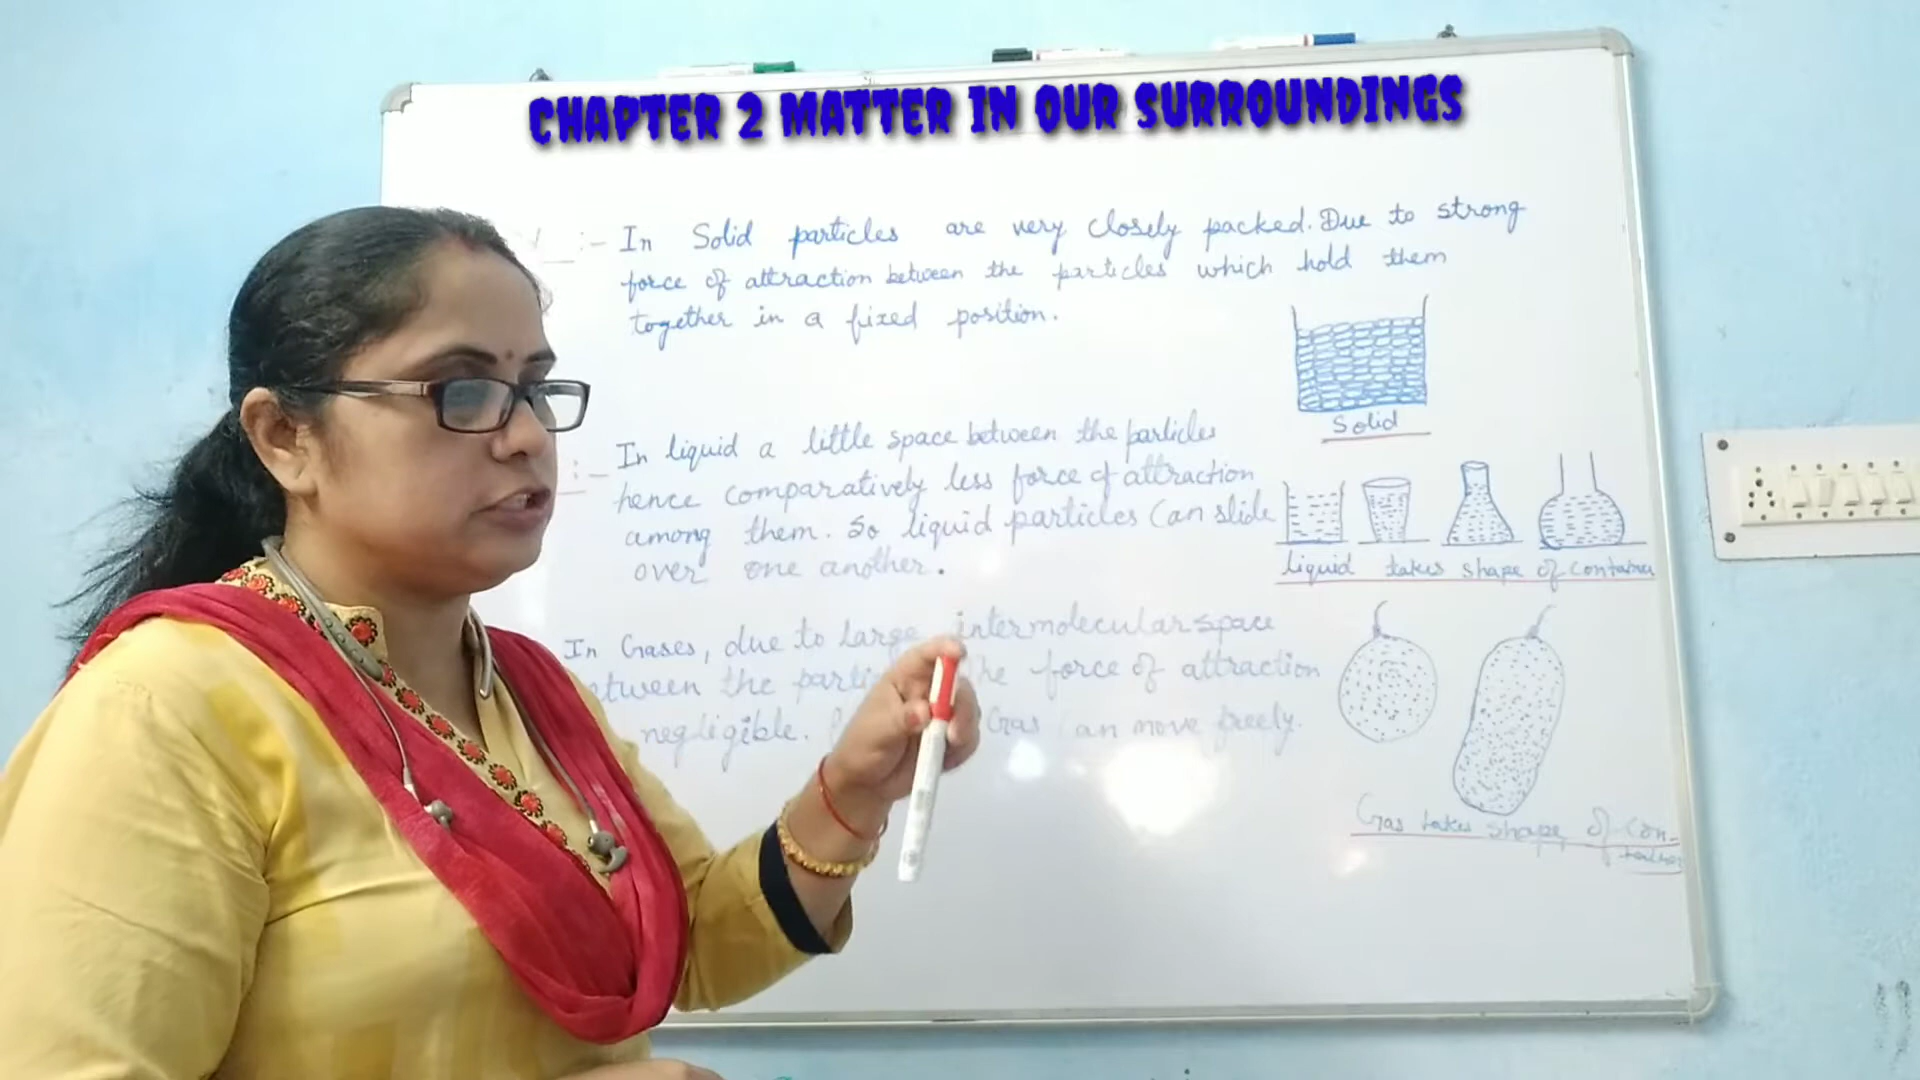 CHAPTER 2 MATTER IN OUR SURROUNDINGS
:- In Solid particles are very closely packed. Due to strong
force of attraction between the particles which hold them
together in a fixed position.
Solid
:- In liquid a little space between the particles
hence comparatively less force of attraction
among them. So liquid particles Can slide
over one another.
liquid takes shape of container
In Gases, due to large intermolecular space
the force of attraction
negligible. Gas an move freely.
Gas takes shape of Con-
tainer